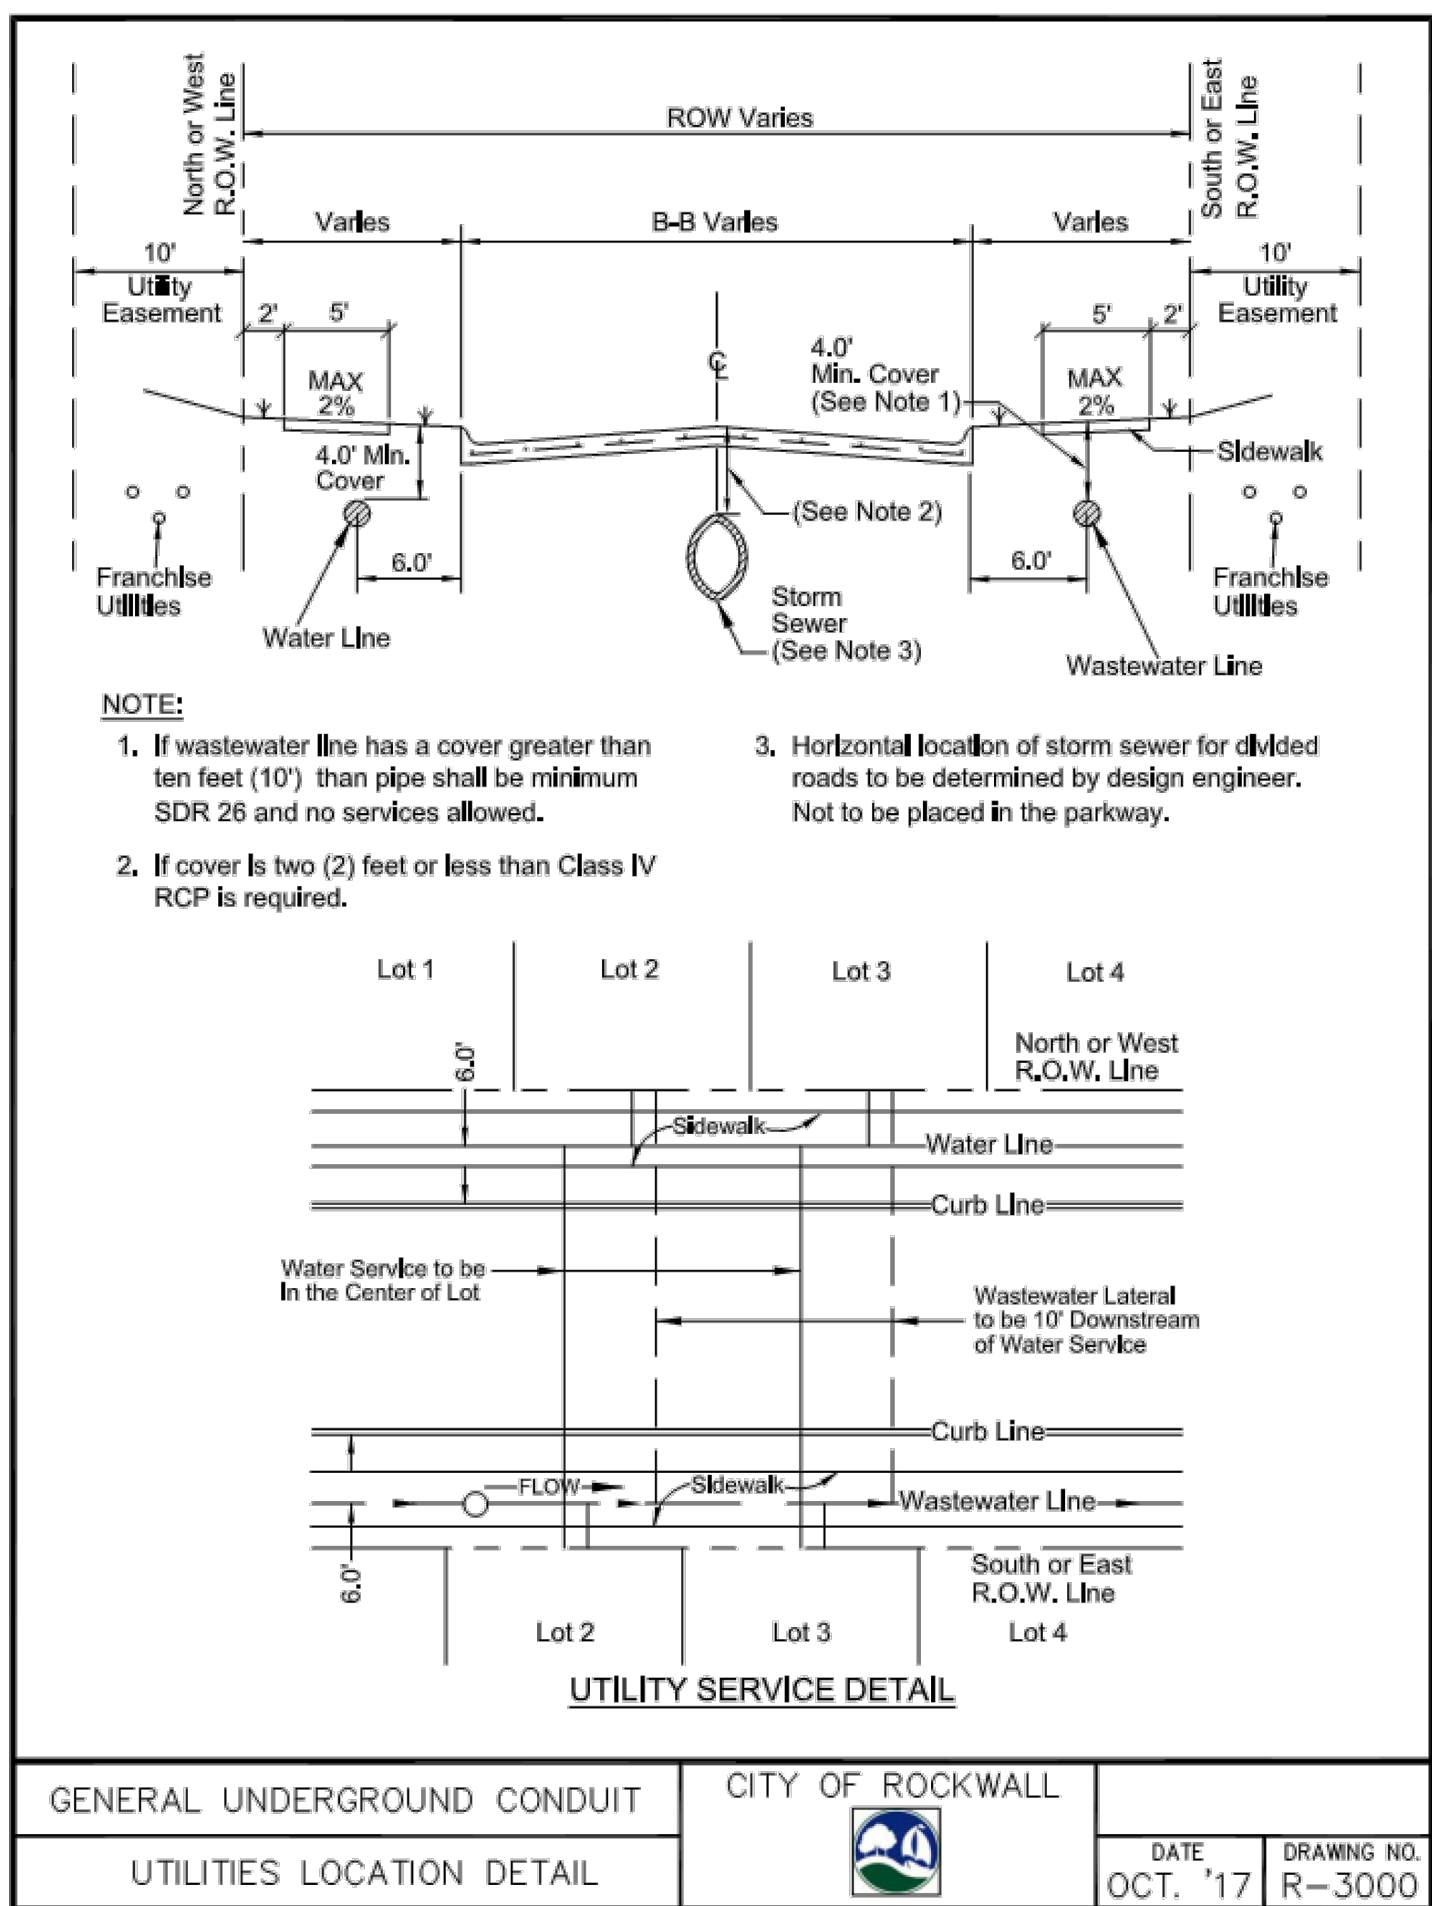 North or West
R.O.W. Line
ROW Varies
South or East
R.O.W. Line
Varies
B-B Varies
Varies
10'
Utility
Easement
2'
5'
10'
Utility
Easement
5'
2'
MAX
2%
℄
4.0'
Min. Cover
(See Note 1)
MAX
2%
4.0' Min.
Cover
Sidewalk
(See Note 2)
6.0'
6.0'
Franchise
Utilities
Water Line
Storm
Sewer
(See Note 3)
Franchise
Utilities
Wastewater Line
NOTE:
1. If wastewater line has a cover greater than
ten feet (10') than pipe shall be minimum
SDR 26 and no services allowed.
2. If cover is two (2) feet or less than Class IV
RCP is required.
3. Horizontal location of storm sewer for divided
roads to be determined by design engineer.
Not to be placed in the parkway.
Lot 1
Lot 2
Lot 3
Lot 4
North or West
R.O.W. Line
6.0'
Sidewalk
Water Line
Curb Line
Water Service to be
In the Center of Lot
Wastewater Lateral
to be 10' Downstream
of Water Service
Curb Line
FLOW
Sidewalk
Wastewater Line
6.0'
South or East
R.O.W. Line
Lot 2
Lot 3
Lot 4
UTILITY SERVICE DETAIL
GENERAL UNDERGROUND CONDUIT
UTILITIES LOCATION DETAIL
CITY OF ROCKWALL
DATE
OCT. '17
DRAWING NO.
R-3000